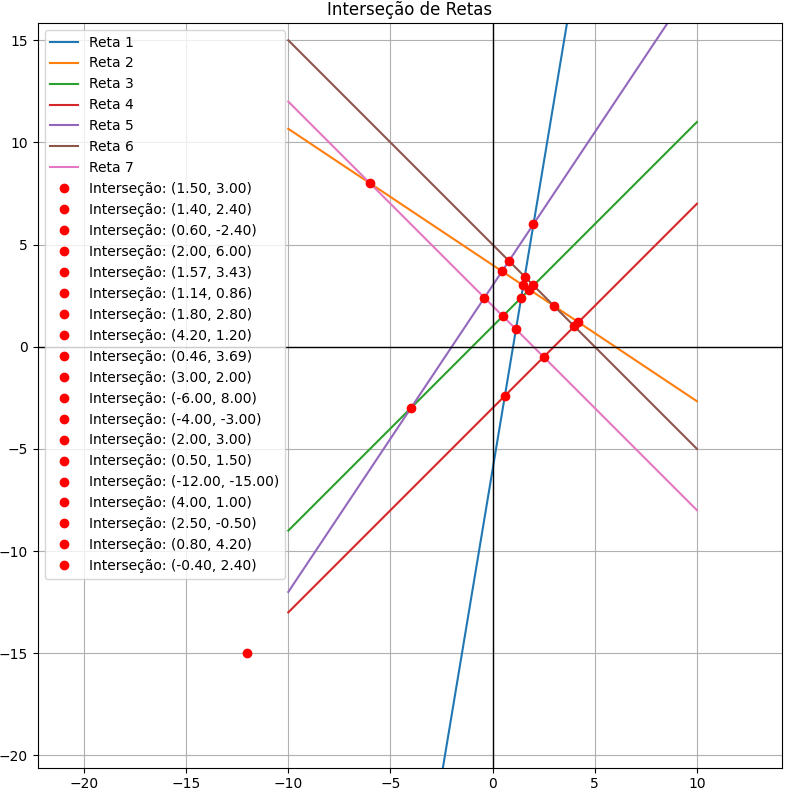 Interseção de Retas
15
10
5
0
−5
−10
−15
−20
Reta 1
Reta 2
Reta 3
Reta 4
Reta 5
Reta 6
Reta 7
Interseção: (1.50, 3.00)
Interseção: (1.40, 2.40)
Interseção: (0.60, -2.40)
Interseção: (2.00, 6.00)
Interseção: (1.57, 3.43)
Interseção: (1.14, 0.86)
Interseção: (1.80, 2.80)
Interseção: (4.20, 1.20)
Interseção: (0.46, 3.69)
Interseção: (3.00, 2.00)
Interseção: (-6.00, 8.00)
Interseção: (-4.00, -3.00)
Interseção: (2.00, 3.00)
Interseção: (0.50, 1.50)
Interseção: (-12.00, -15.00)
Interseção: (4.00, 1.00)
Interseção: (2.50, -0.50)
Interseção: (0.80, 4.20)
Interseção: (-0.40, 2.40)
−20 −15 −10 −5 0 5 10